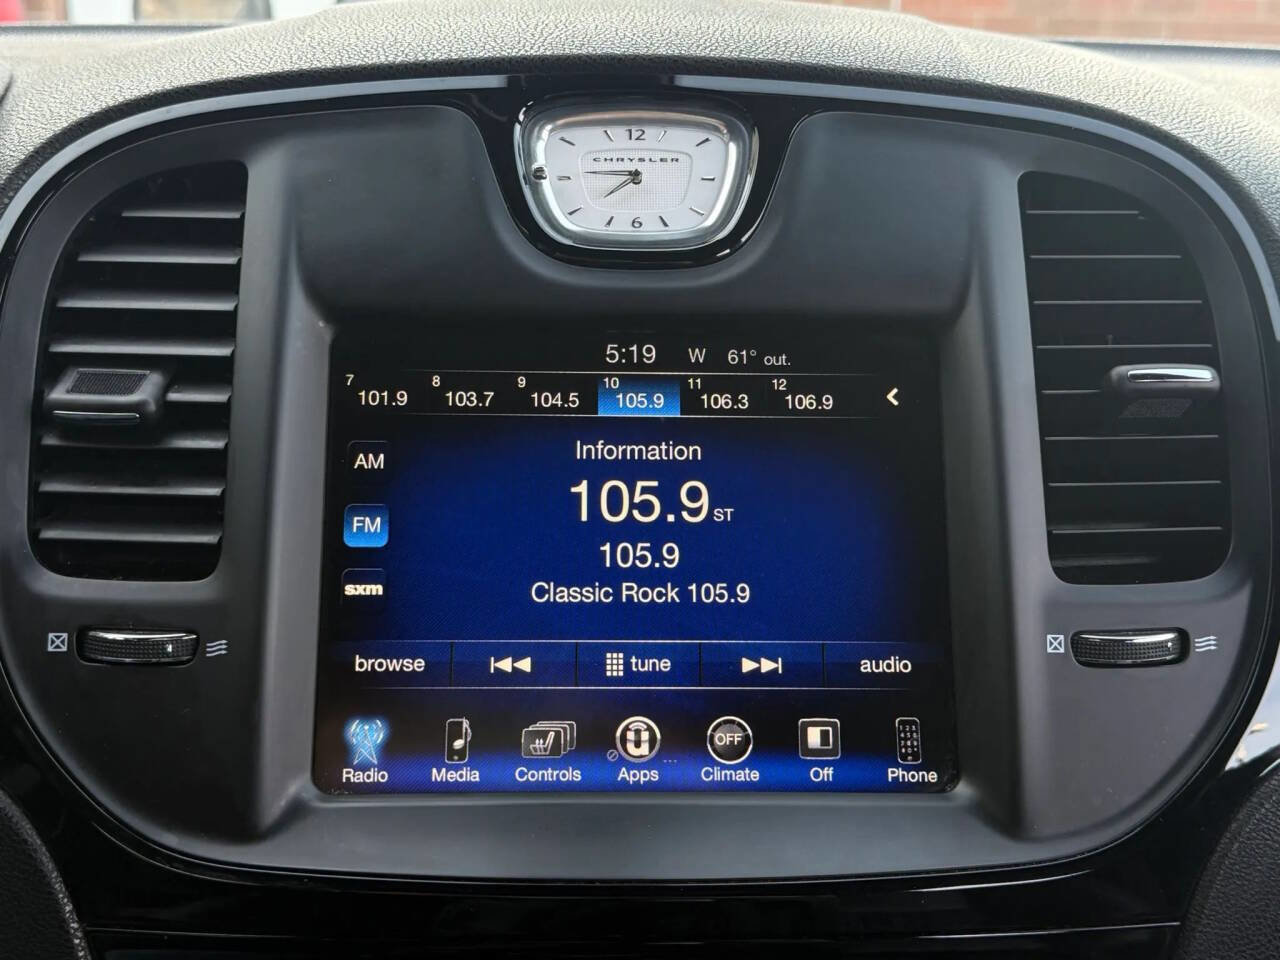 12
CHRYSLER
6
5:19 W 61° out.
7 8 9 10 11 12
101.9 103.7 104.5 105.9 106.3 106.9
Information
AM
105.9 ST
FM
105.9
sxm
Classic Rock 105.9
browse tune audio
OFF
Radio Media Controls Apps Climate Off Phone